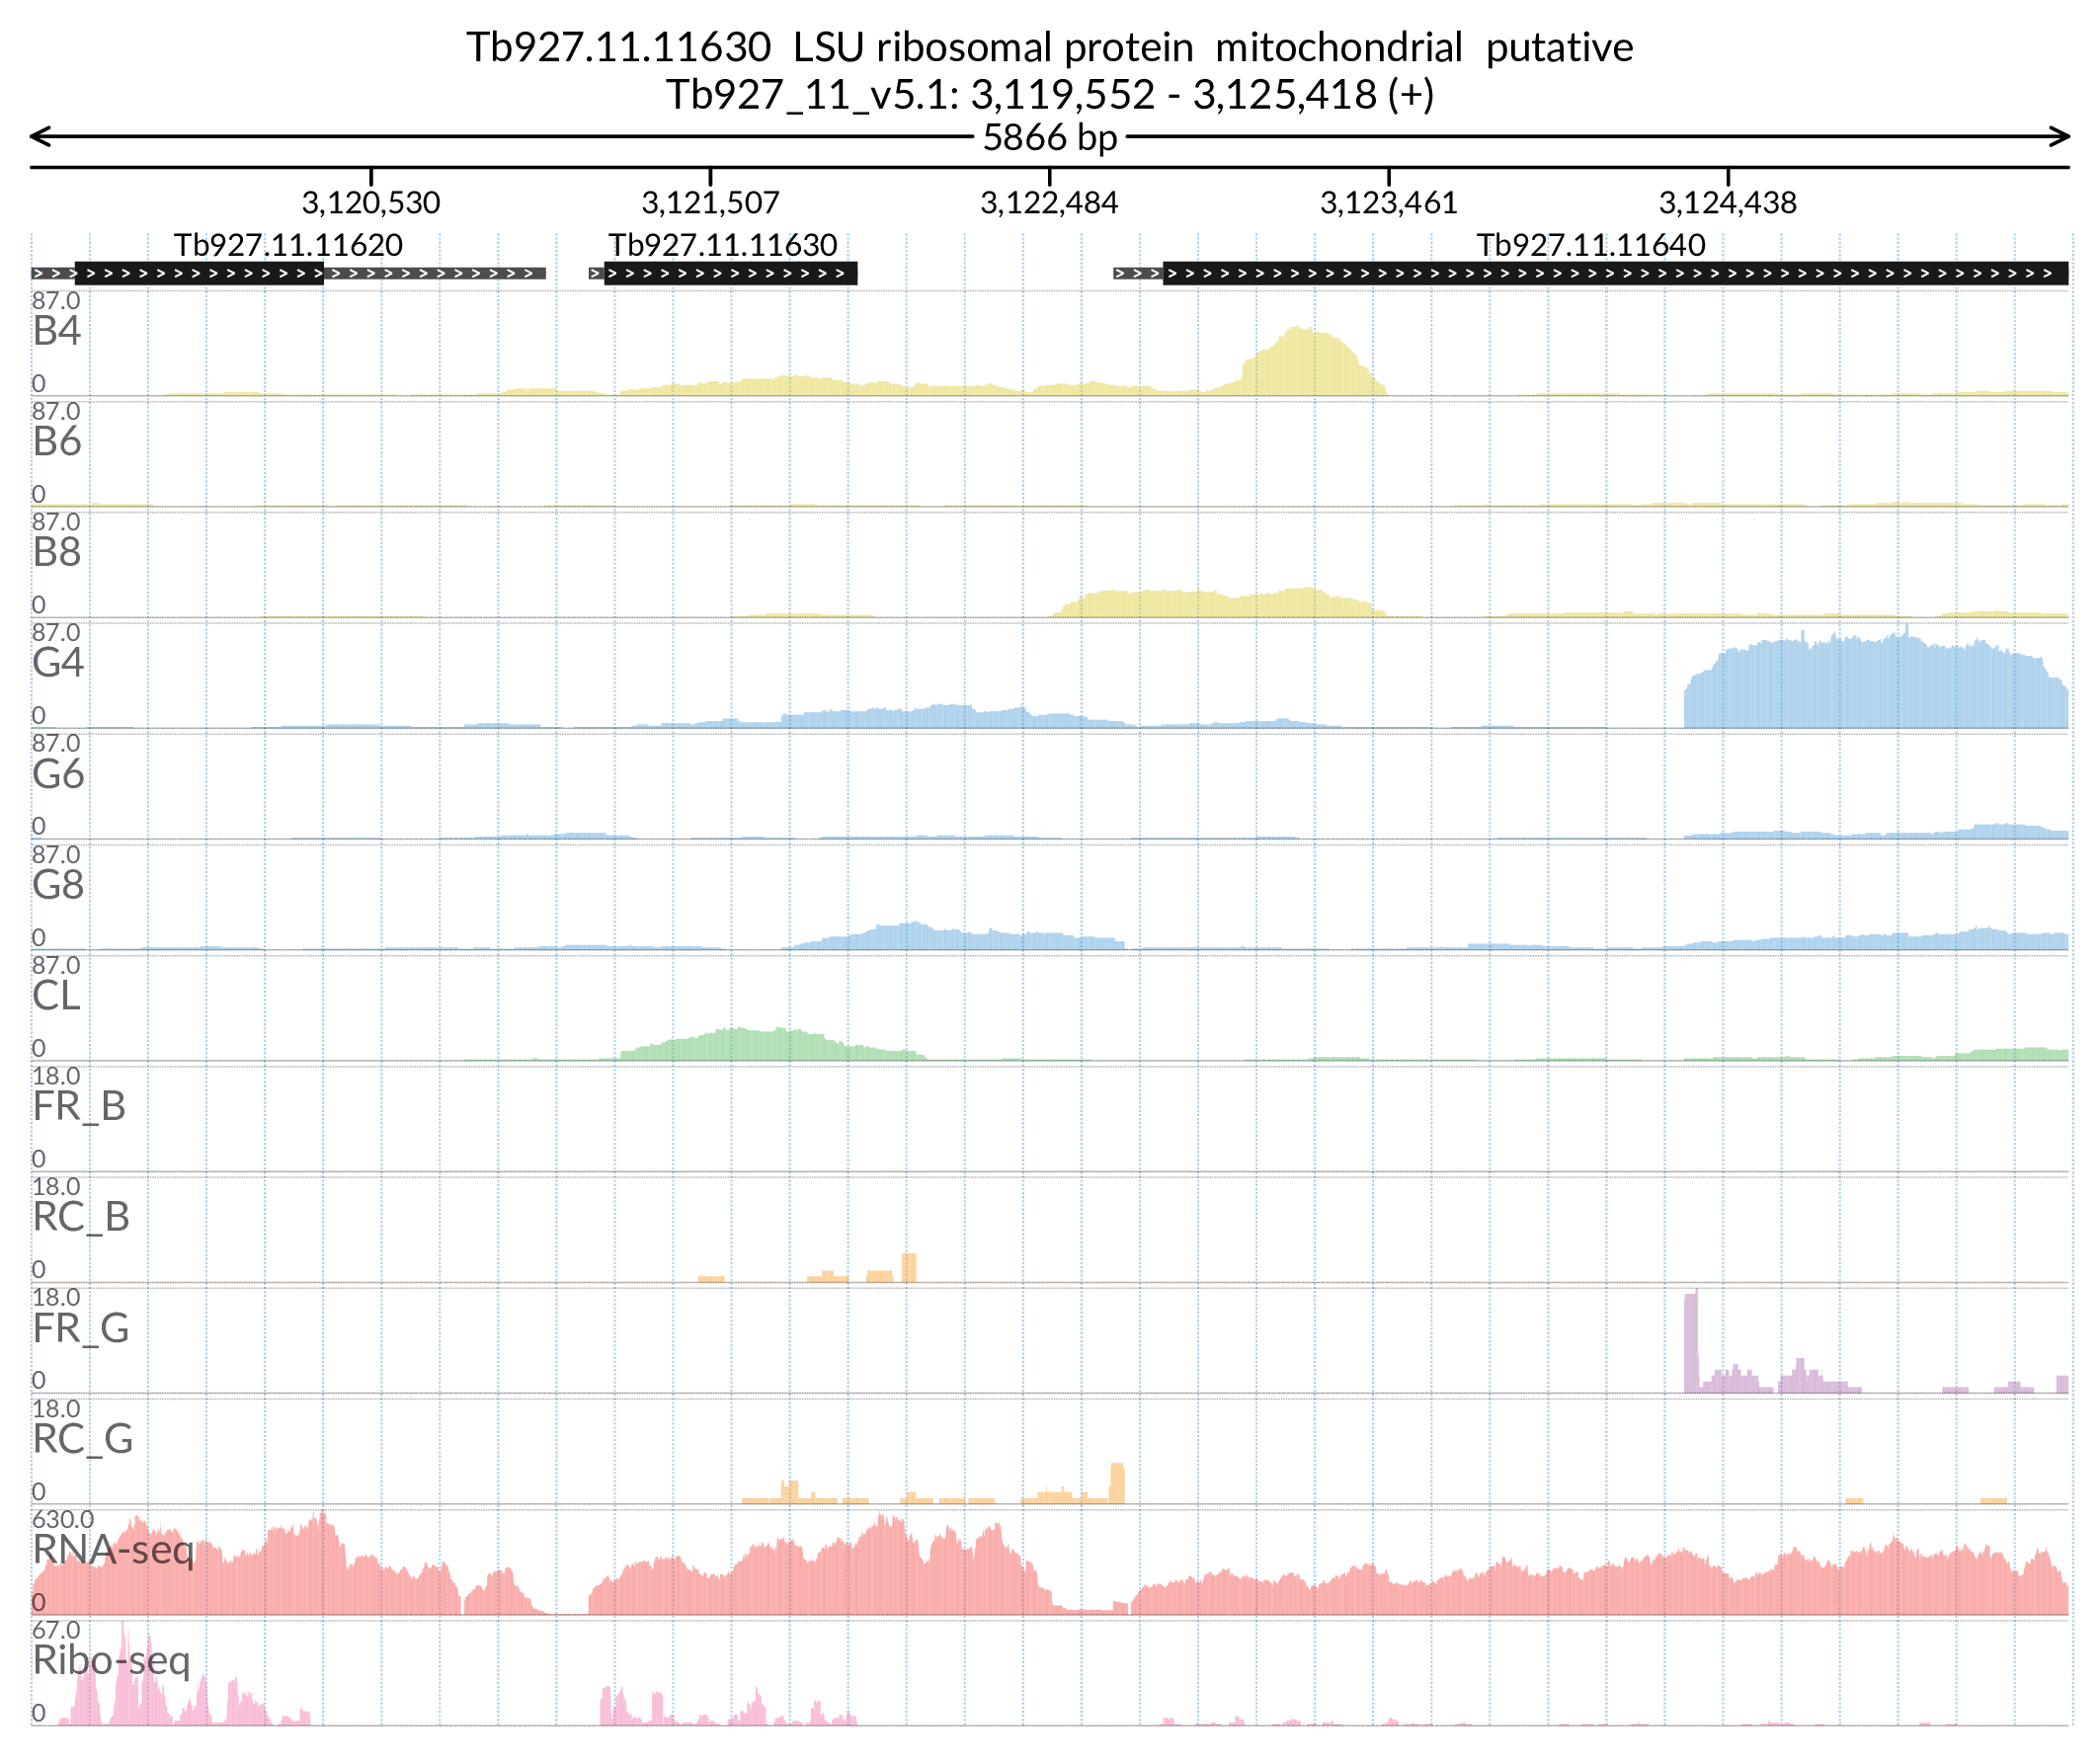 Tb927.11.11630 LSU ribosomal protein mitochondrial putative
Tb927_11_v5.1: 3,119,552 - 3,125,418 (+)
5866 bp
3,120,530 3,121,507 3,122,484 3,123,461 3,124,438
Tb927.11.11620 Tb927.11.11630 Tb927.11.11640
87.0
B4
0
87.0
B6
0
87.0
B8
0
87.0
G4
0
87.0
G6
0
87.0
G8
0
87.0
CL
0
18.0
FR_B
0
18.0
RC_B
0
18.0
FR_G
0
18.0
RC_G
0
630.0
RNA-seq
0
67.0
Ribo-seq
0